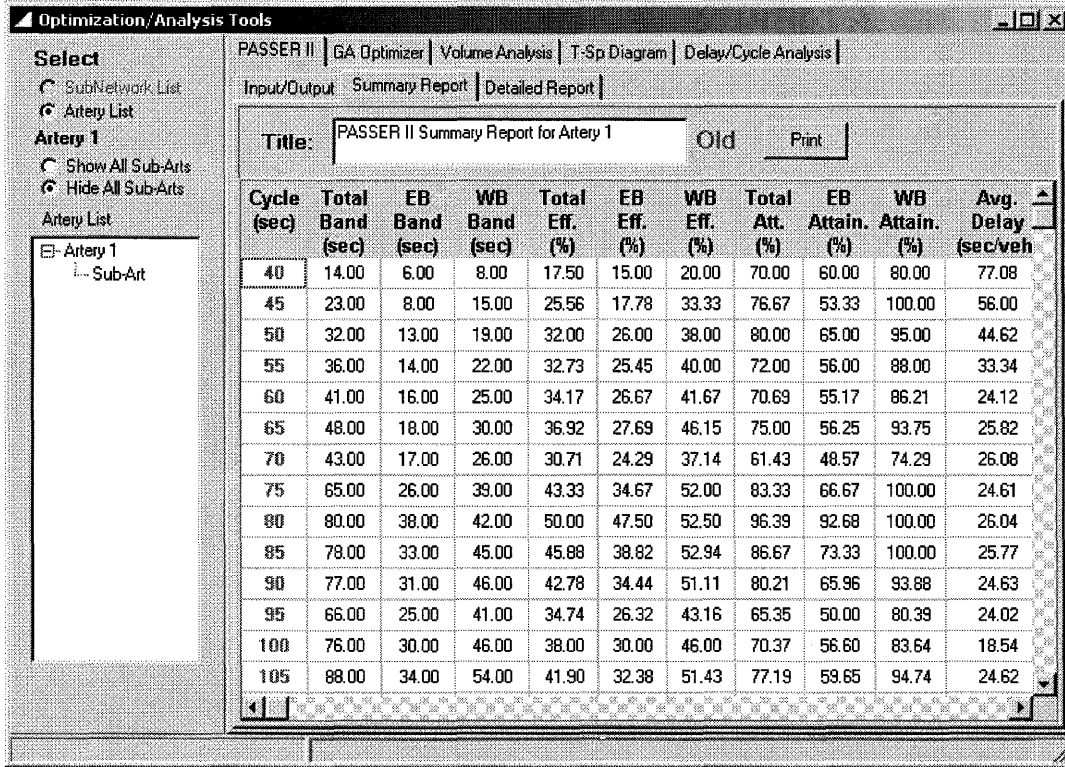 Optimization/Analysis Tools
Select
SubNetwork List
Artery List
Artery 1
Show All Sub-Arts
Hide All Sub-Arts
Artery List
Artery 1
Sub-Art
PASSER II GA Optimizer Volume Analysis T-Sp Diagram Delay/Cycle Analysis
Input/Output Summary Report Detailed Report
Title: PASSER II Summary Report for Artery 1 Old Print
Cycle Total EB WB Total EB WB Total EB WB Avg.
(sec) Band Band Band Eff. Eff. Eff. Att. Attain. Attain. Delay
(sec) (sec) (sec) (%) (%) (%) (%) (%) (%) (sec/veh
40 14.00 6.00 8.00 17.50 15.00 20.00 70.00 60.00 80.00 77.08
45 23.00 8.00 15.00 25.56 17.78 33.33 76.67 53.33 100.00 56.00
50 32.00 13.00 19.00 32.00 26.00 38.00 80.00 65.00 95.00 44.62
55 36.00 14.00 22.00 32.73 25.45 40.00 72.00 56.00 88.00 33.34
60 41.00 16.00 25.00 34.17 26.67 41.67 70.69 55.17 86.21 24.12
65 48.00 18.00 30.00 36.92 27.69 46.15 75.00 56.25 93.75 25.82
70 43.00 17.00 26.00 30.71 24.29 37.14 61.43 48.57 74.29 26.08
75 65.00 26.00 39.00 43.33 34.67 52.00 83.33 66.67 100.00 24.61
80 80.00 38.00 42.00 50.00 47.50 52.50 96.39 92.68 100.00 26.04
85 78.00 33.00 45.00 45.88 38.82 52.94 86.67 73.33 100.00 25.77
90 77.00 31.00 46.00 42.78 34.44 51.11 80.21 65.96 93.88 24.63
95 66.00 25.00 41.00 34.74 26.32 43.16 65.35 50.00 80.39 24.02
100 76.00 30.00 46.00 38.00 30.00 46.00 70.37 56.60 83.64 18.54
105 88.00 34.00 54.00 41.90 32.38 51.43 77.19 59.65 94.74 24.62